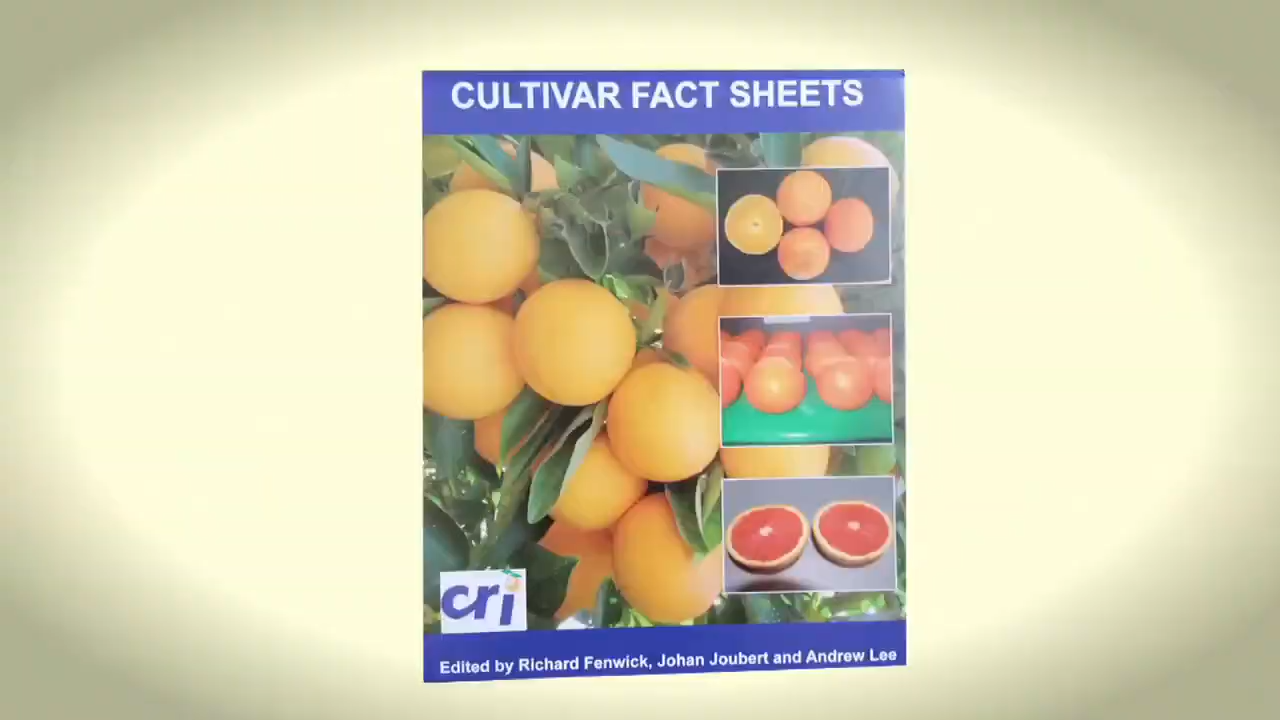 CULTIVAR FACT SHEETS
cri
Edited by Richard Fenwick, Johan Joubert and Andrew Lee